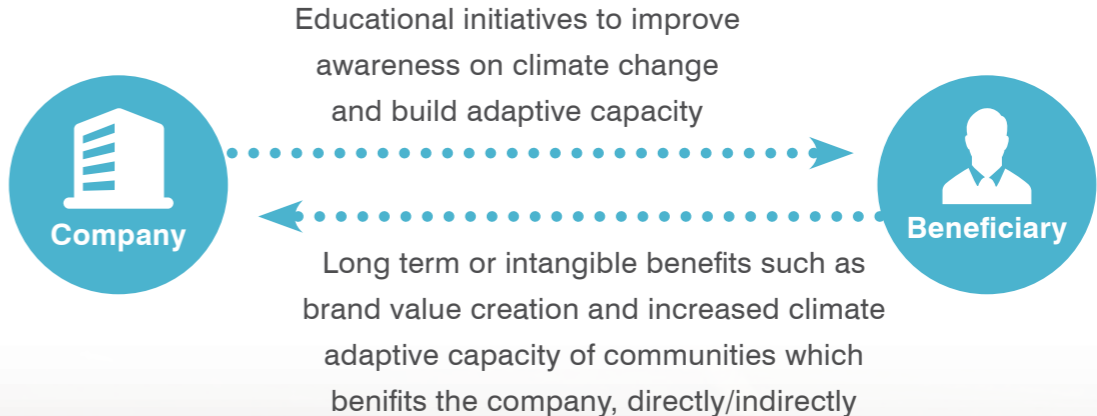 Educational initiatives to improve
awareness on climate change
and build adaptive capacity
Company
Beneficiary
Long term or intangible benefits such as
brand value creation and increased climate
adaptive capacity of communities which
benifits the company, directly/indirectly